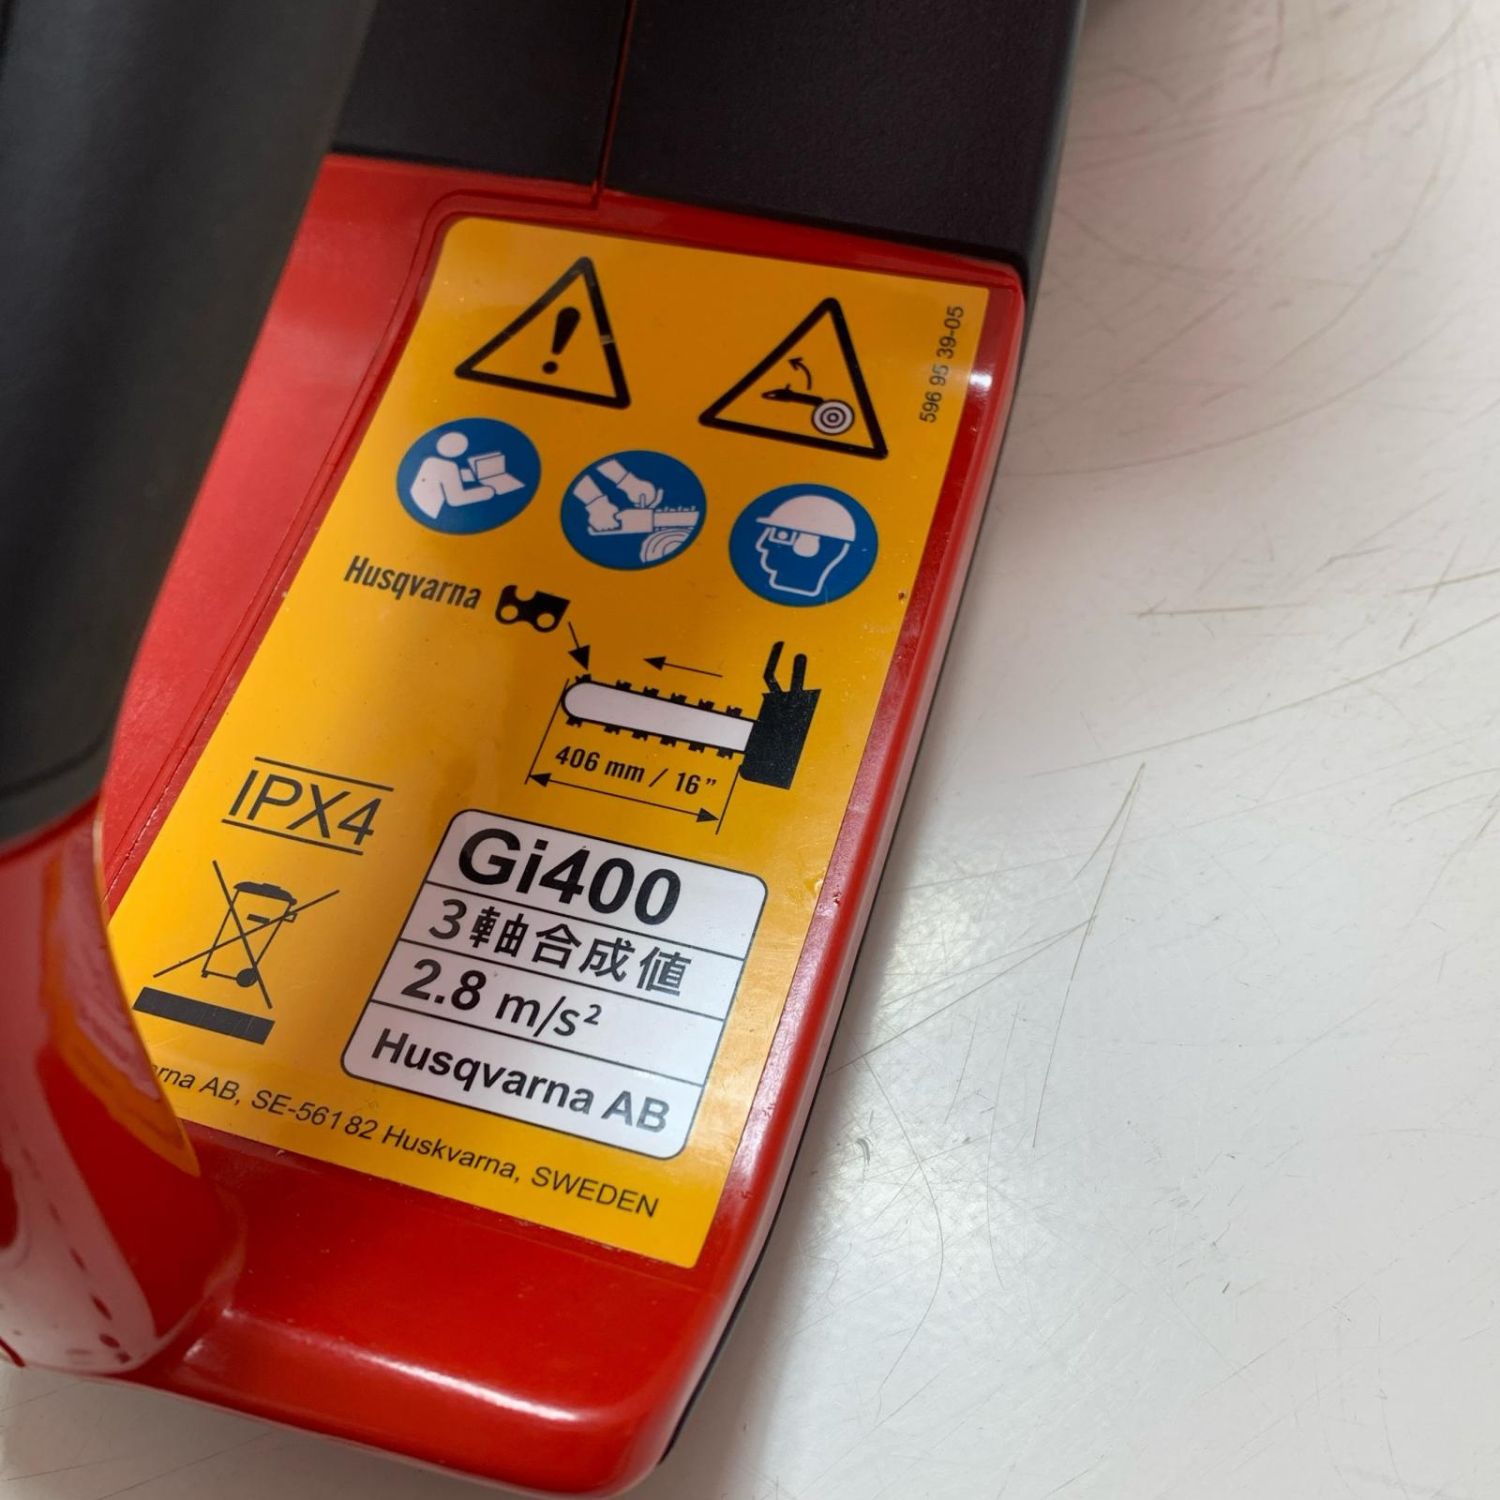 596 95 39-05
Husqvarna
406 mm / 16”
IPX4
Gi400
3軸合成値
2.8 m/s²
Husqvarna AB
AB, SE-561 82 Huskvarna, SWEDEN